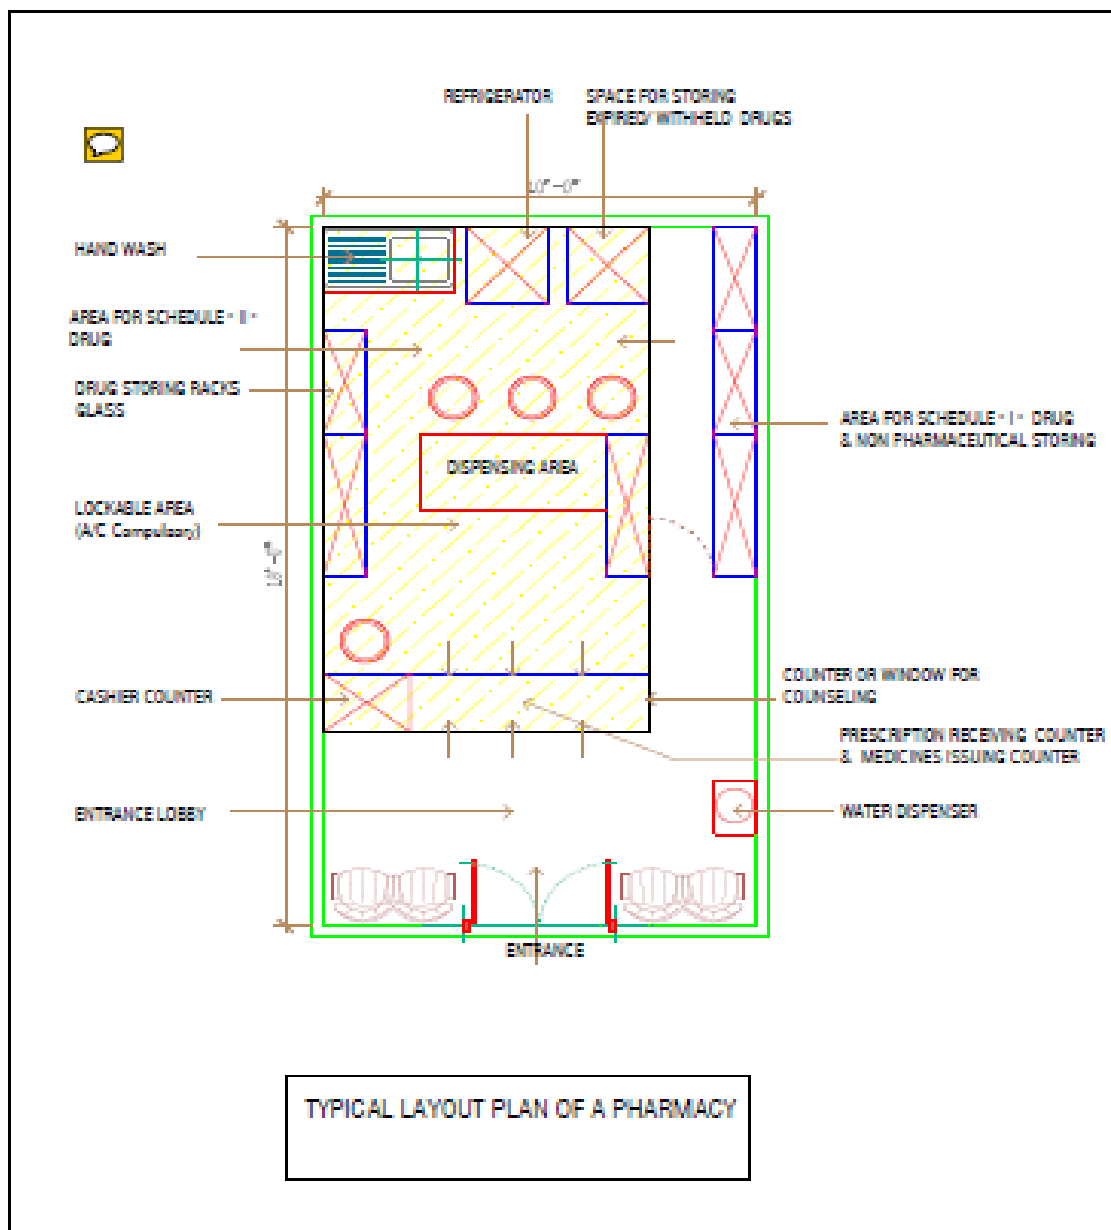 REFRIGERATOR
SPACE FOR STORING
EXPIRED/ WITHHELD DRUGS
10"-0"
HAND WASH
AREA FOR SCHEDULE - II -
DRUG
DRUG STORING RACKS
GLASS
AREA FOR SCHEDULE - I - DRUG
& NON PHARMACEUTICAL STORING
DISPENSING AREA
LOCKABLE AREA
(A/C Compulsory)
CASHIER COUNTER
COUNTER OR WINDOW FOR
COUNSELING
PRESCRIPTION RECEIVING COUNTER
& MEDICINES ISSUING COUNTER
ENTRANCE LOBBY
WATER DISPENSER
ENTRANCE
TYPICAL LAYOUT PLAN OF A PHARMACY